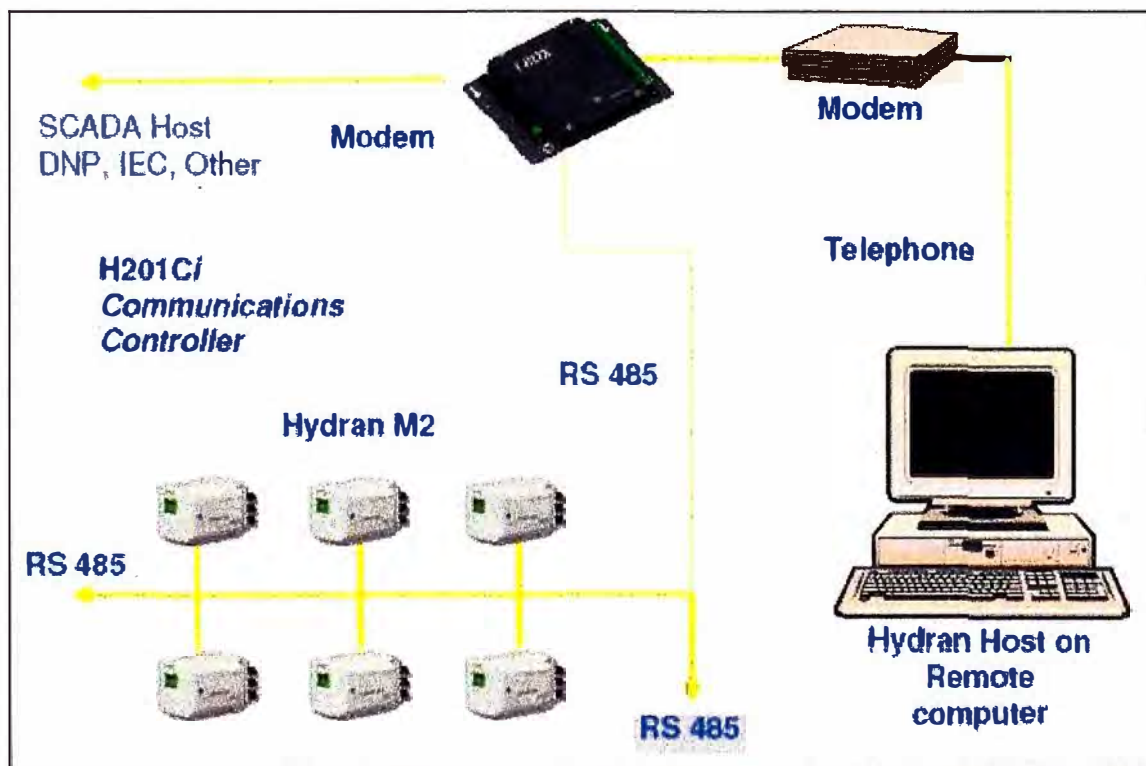 SCADA Host
DNP, IEC, Other
Modem
Modem
Telephone
H201Ci
Communications
Controller
RS 485
Hydran M2
RS 485
RS 485
Hydran Host on
Remote
computer